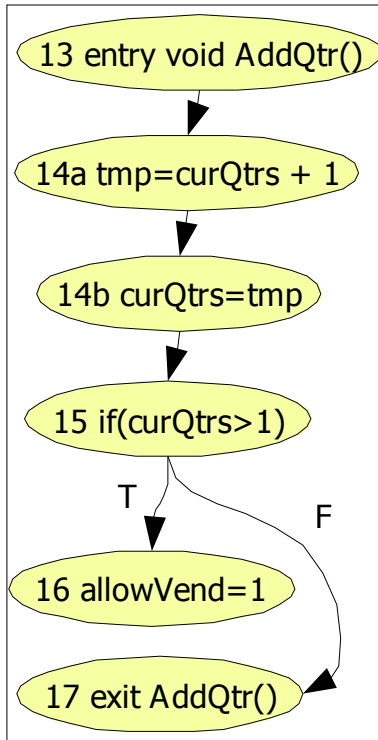 13 entry void AddQtr()
14a tmp=curQtrs + 1
14b curQtrs=tmp
15 if(curQtrs>1)
T
F
16 allowVend=1
17 exit AddQtr()